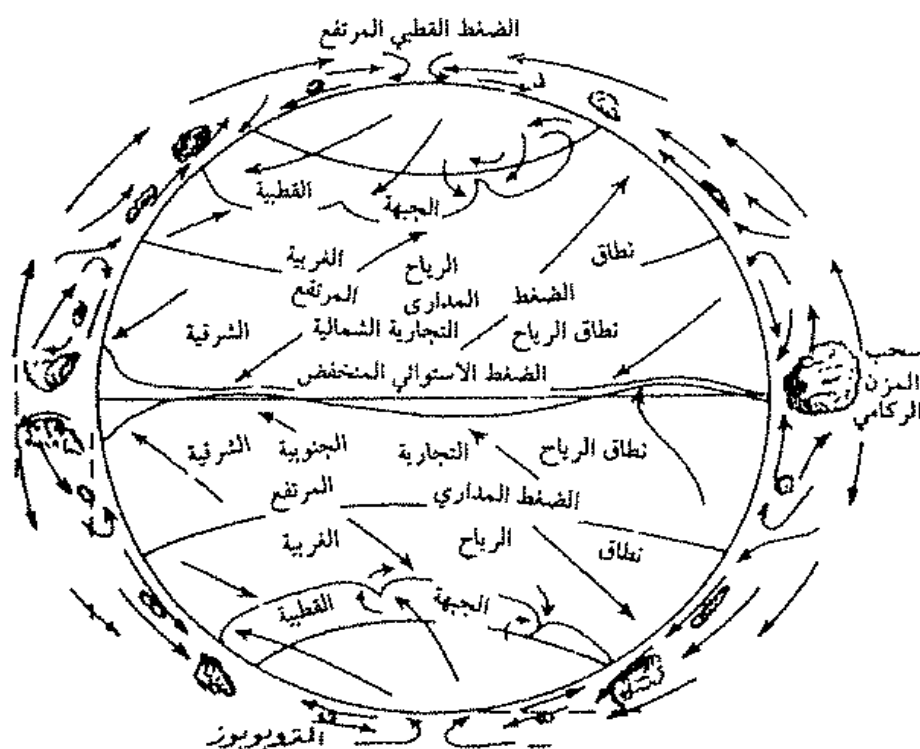 الضغط القطبي المرتفع
القطبية الجبهة
نطاق الرياح الغربية
الضغط المدارى المرتفع
نطاق الرياح التجارية الشمالية الشرقية
الضغط الاستوائي المنخفض
سحب
المزن
الركامي
نطاق الرياح التجارية الجنوبية الشرقية
الضغط المداري المرتفع
نطاق الرياح الغربية
الجبهة القطبية
التروبوبوز